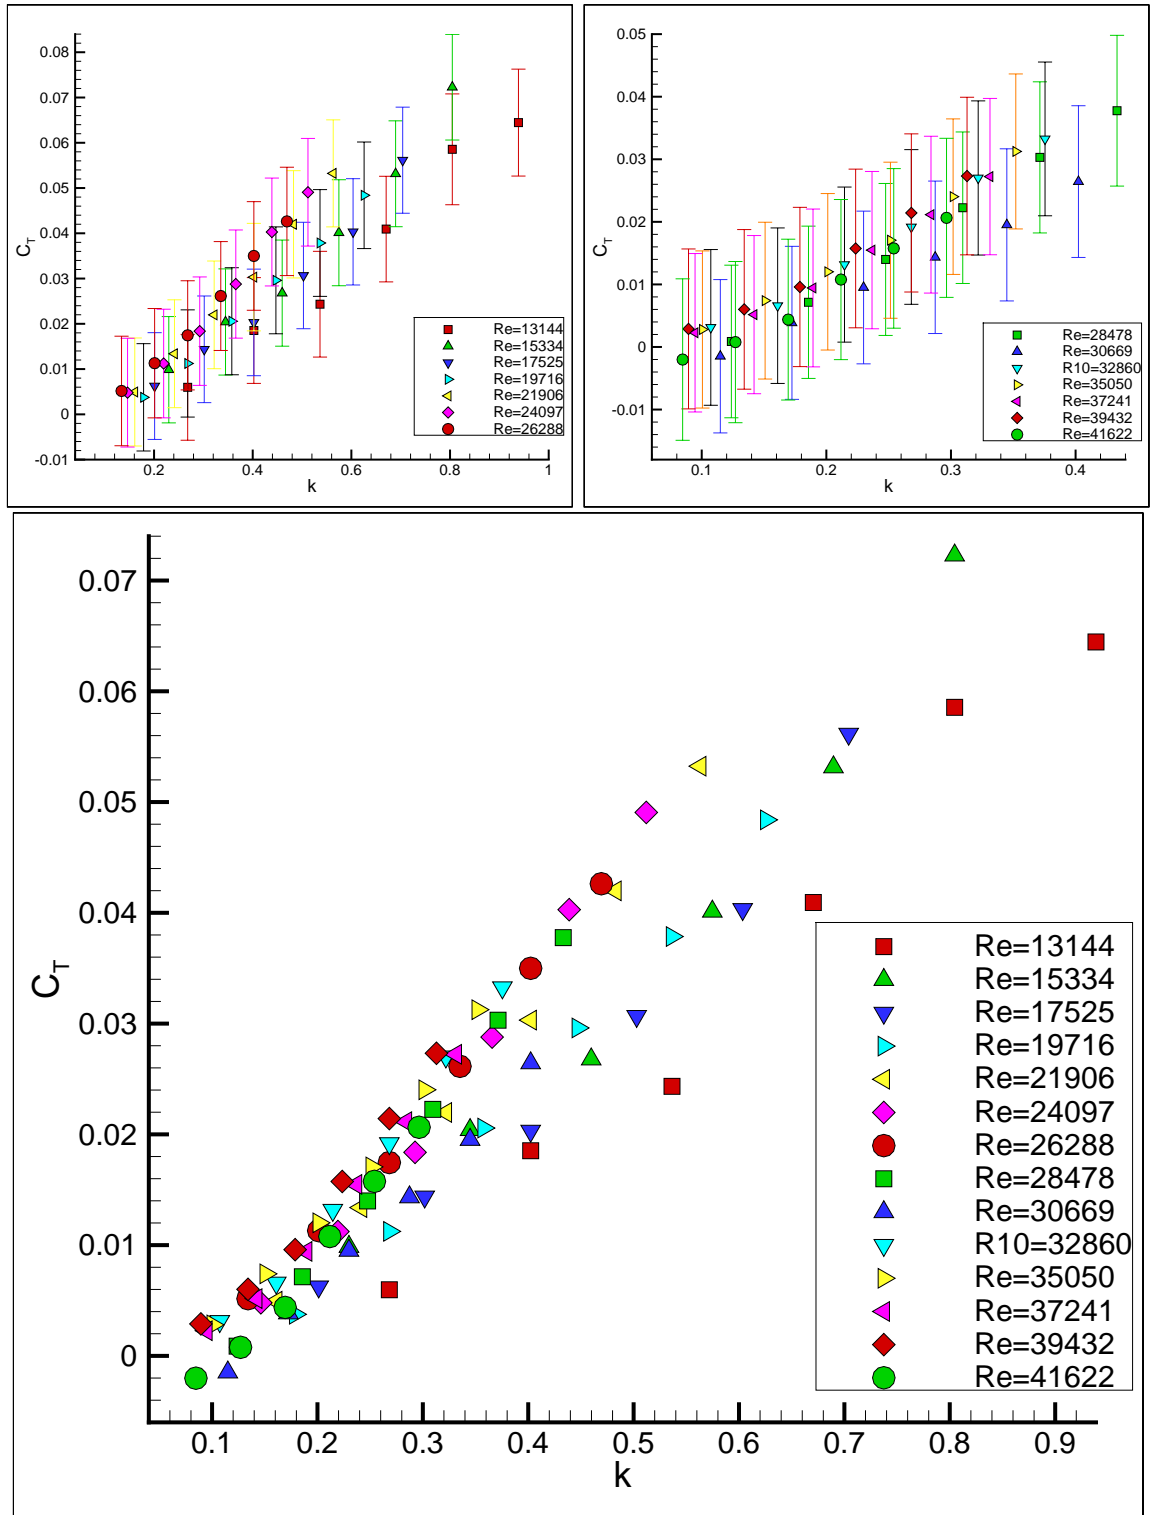 0.08
0.07
0.06
0.05
0.04
0.03
0.02
0.01
0
-0.01
C_T
0.2 0.4 0.6 0.8 1
k
Re=13144
Re=15334
Re=17525
Re=19716
Re=21906
Re=24097
Re=26288
0.05
0.04
0.03
0.02
0.01
0
-0.01
C_T
0.1 0.2 0.3 0.4
k
Re=28478
Re=30669
R10=32860
Re=35050
Re=37241
Re=39432
Re=41622
0.07
0.06
0.05
0.04
0.03
0.02
0.01
0
C_T
0.1 0.2 0.3 0.4 0.5 0.6 0.7 0.8 0.9
k
Re=13144
Re=15334
Re=17525
Re=19716
Re=21906
Re=24097
Re=26288
Re=28478
Re=30669
R10=32860
Re=35050
Re=37241
Re=39432
Re=41622